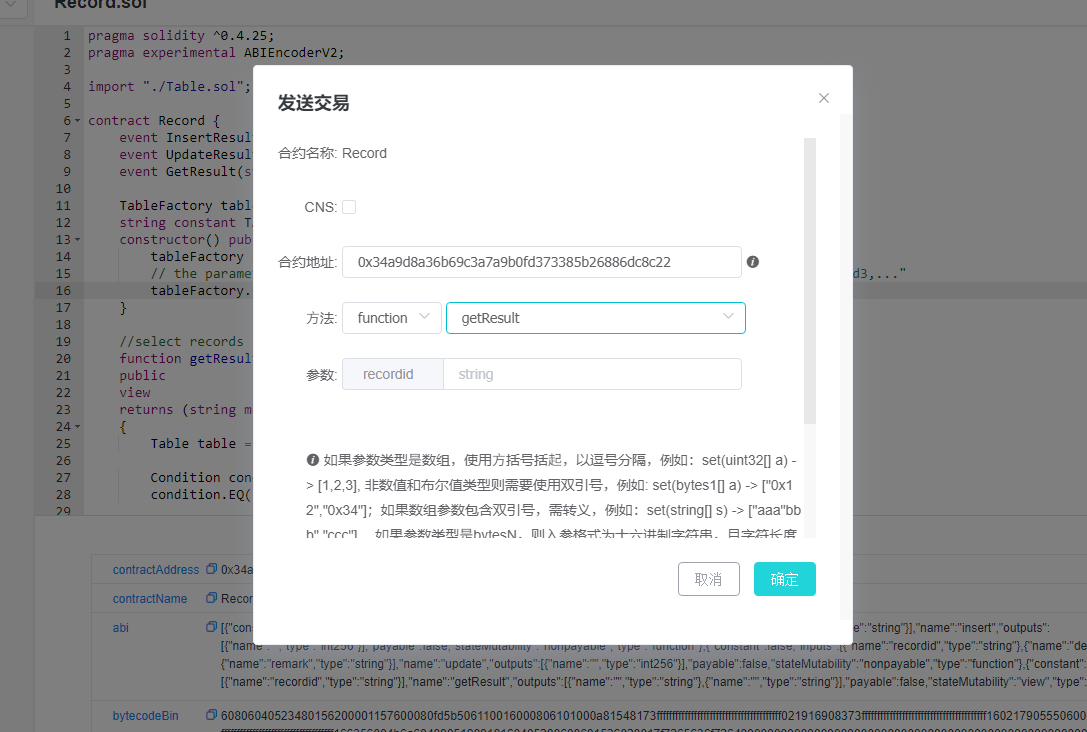 Record.sol
1 pragma solidity ^0.4.25;
2 pragma experimental ABIEncoderV2;
3
4 import "./Table.sol";
5
6 contract Record {
7 event InsertResul
8 event UpdateResul
9 event GetResult(s
10
11 TableFactory tabl
12 string constant T
13 constructor() pub
14 tableFactory
15 // the parame d3,..."
16 tableFactory.
17 }
18
19 //select records
20 function getResul
21 public
22 view
23 returns (string m
24 {
25 Table table =
26
27 Condition con
28 condition.EQ(
29
发送交易
合约名称: Record
CNS:
合约地址: 0x34a9d8a36b69c3a7a9b0fd373385b26886dc8c22
方法: function getResult
参数: recordid string
如果参数类型是数组，使用方括号括起，以逗号分隔，例如：set(uint32[] a) -
> [1,2,3], 非数值和布尔值类型则需要使用双引号，例如: set(bytes1[] a) -> ["0x1
2","0x34"]；如果数组参数包含双引号，需转义，例如：set(string[] s) -> ["aaa"bb
b","ccc"] 。如果参数类型是bytesN，则入参格式为十六进制字符串，且字符长度
取消 确定
contractAddress 0x34a
contractName Recor
abi [{"con e":"string"}],"name":"insert","outputs":
[{"name":"","type":"int256"}],"payable":false,"stateMutability":"nonpayable","type":"function"},{"constant":false,"inputs":[{"name":"recordid","type":"string"},{"name":"de
{"name":"remark","type":"string"}],"name":"update","outputs":[{"name":"","type":"int256"}],"payable":false,"stateMutability":"nonpayable","type":"function"},{"constant":
[{"name":"recordid","type":"string"}],"name":"getResult","outputs":[{"name":"","type":"string"},{"name":"","type":"string"}],"payable":false,"stateMutability":"view","type":
bytecodeBin